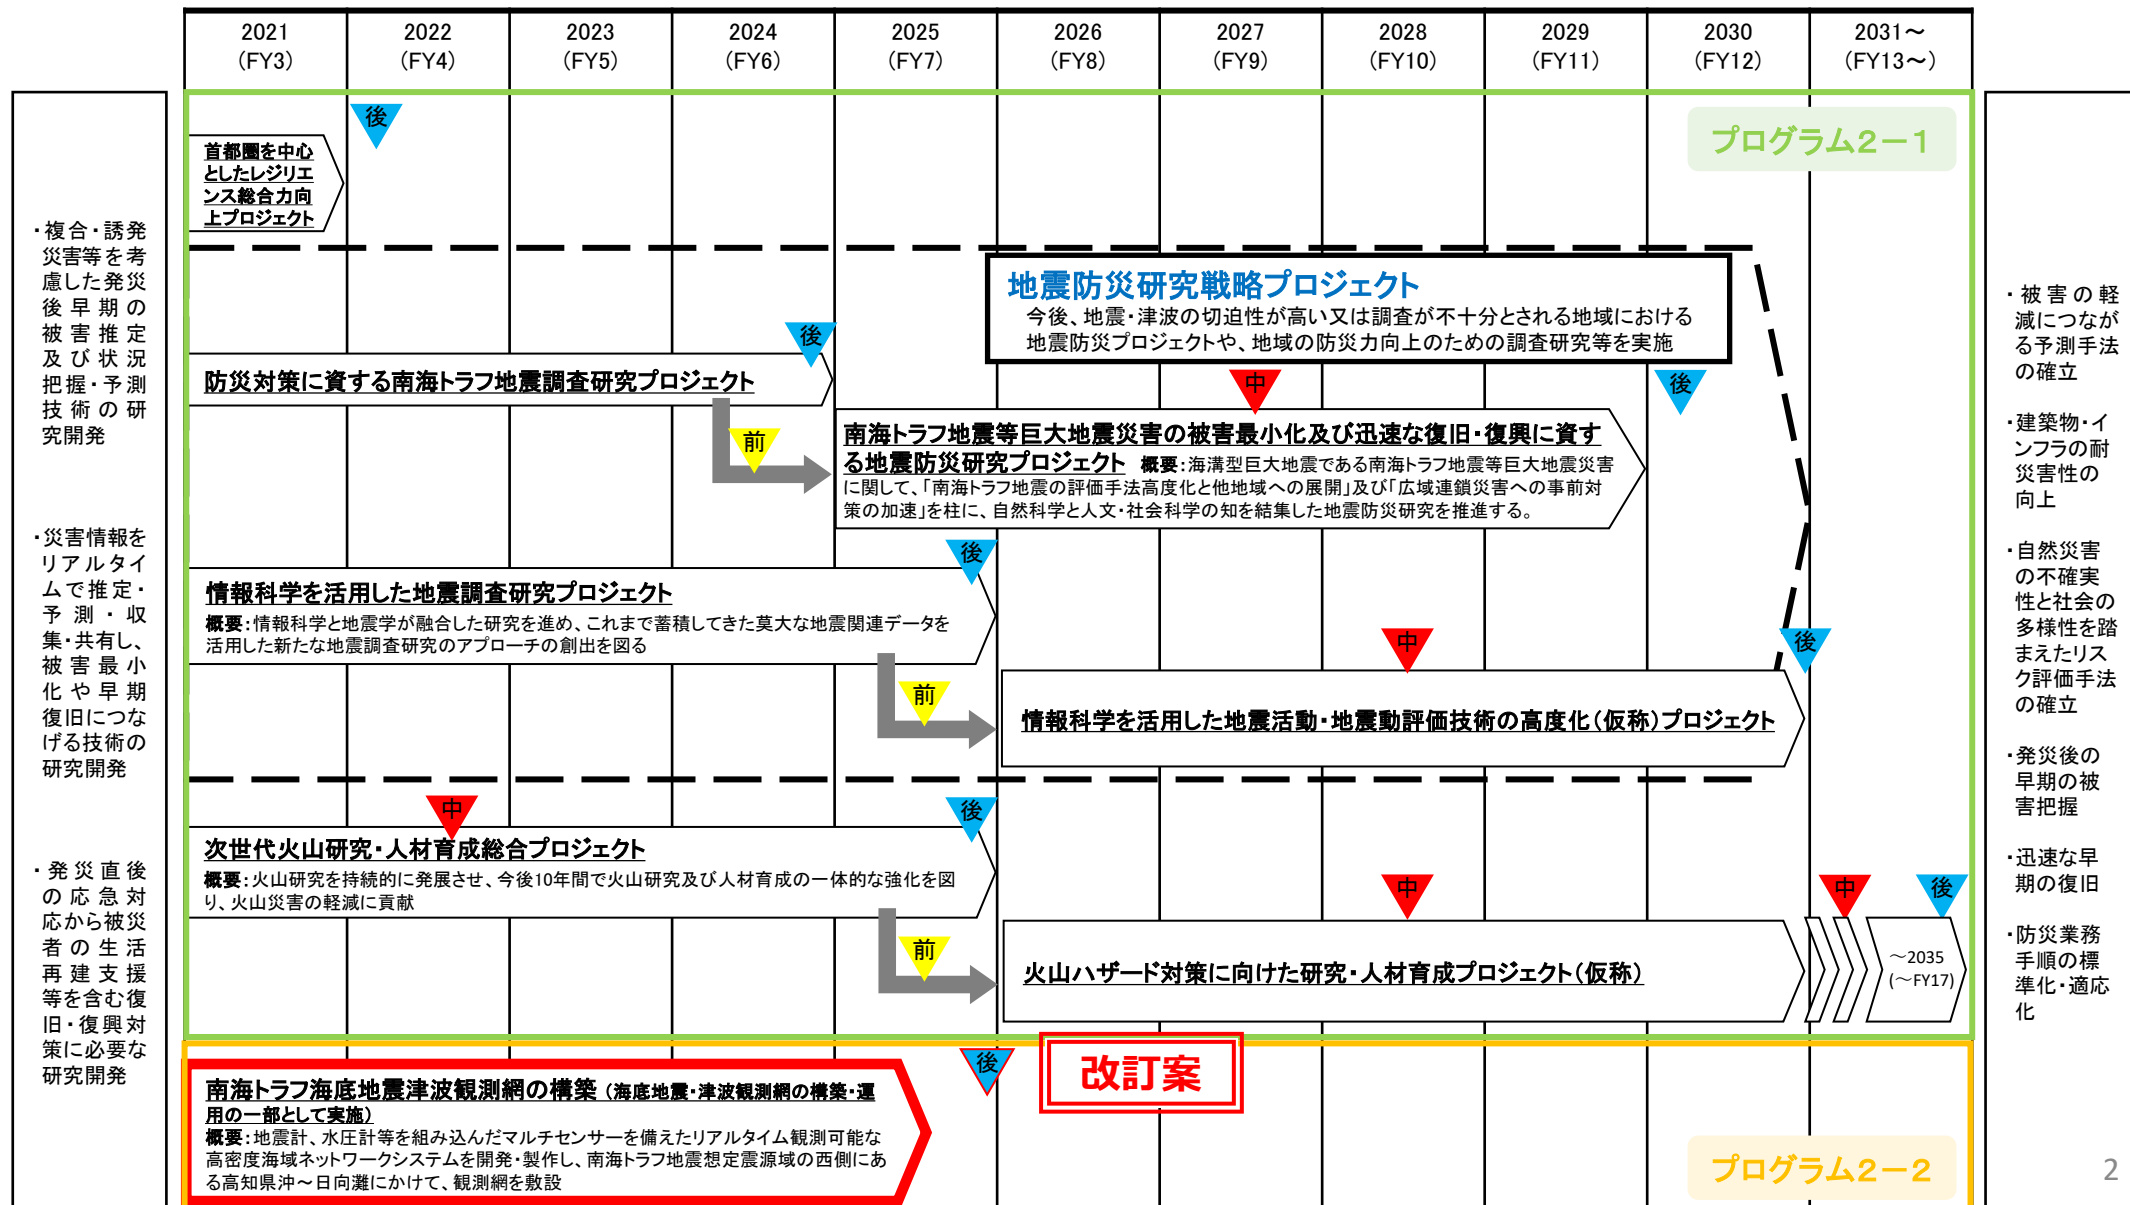 2021
(FY3)
2022
(FY4)
2023
(FY5)
2024
(FY6)
2025
(FY7)
2026
(FY8)
2027
(FY9)
2028
(FY10)
2029
(FY11)
2030
(FY12)
2031～
(FY13～)
・複合・誘発
災害等を考
慮した発災
後早期の
被害推定
及び状況
把握・予測
技術の研
究開発
・災害情報を
リアルタイ
ムで推定・
予測・収
集・共有し、
被害最小
化や早期
復旧につな
げる技術の
研究開発
・発災直後
の応急対
応から被災
者の生活
再建支援
等を含む復
旧・復興対
策に必要な
研究開発
後
プログラム2－1
首都圏を中心
としたレジリエ
ンス総合力向
上プロジェクト
地震防災研究戦略プロジェクト
今後、地震・津波の切迫性が高い又は調査が不十分とされる地域における
地震防災プロジェクトや、地域の防災力向上のための調査研究等を実施
後
防災対策に資する南海トラフ地震調査研究プロジェクト
中
後
前
南海トラフ地震等巨大地震災害の被害最小化及び迅速な復旧・復興に資す
る地震防災研究プロジェクト 概要：海溝型巨大地震である南海トラフ地震等巨大地震災害
に関して、「南海トラフ地震の評価手法高度化と他地域への展開」及び「広域連鎖災害への事前対
策の加速」を柱に、自然科学と人文・社会科学の知を結集した地震防災研究を推進する。
後
情報科学を活用した地震調査研究プロジェクト
概要：情報科学と地震学が融合した研究を進め、これまで蓄積してきた莫大な地震関連データを
活用した新たな地震調査研究のアプローチの創出を図る
中
後
前
情報科学を活用した地震活動・地震動評価技術の高度化（仮称）プロジェクト
中
後
次世代火山研究・人材育成総合プロジェクト
概要：火山研究を持続的に発展させ、今後10年間で火山研究及び人材育成の一体的な強化を図
り、火山災害の軽減に貢献
中
中
後
前
火山ハザード対策に向けた研究・人材育成プロジェクト（仮称）
～2035
(～FY17)
後
改訂案
南海トラフ海底地震津波観測網の構築（海底地震・津波観測網の構築・運
用の一部として実施）
概要：地震計、水圧計等を組み込んだマルチセンサーを備えたリアルタイム観測可能な
高密度海域ネットワークシステムを開発・製作し、南海トラフ地震想定震源域の西側にあ
る高知県沖～日向灘にかけて、観測網を敷設
プログラム2－2
・被害の軽
減につなが
る予測手法
の確立
・建築物・イ
ンフラの耐
災害性の
向上
・自然災害
の不確実
性と社会の
多様性を踏
まえたリス
ク評価手法
の確立
・発災後の
早期の被
害把握
・迅速な早
期の復旧
・防災業務
手順の標
準化・適応
化
2